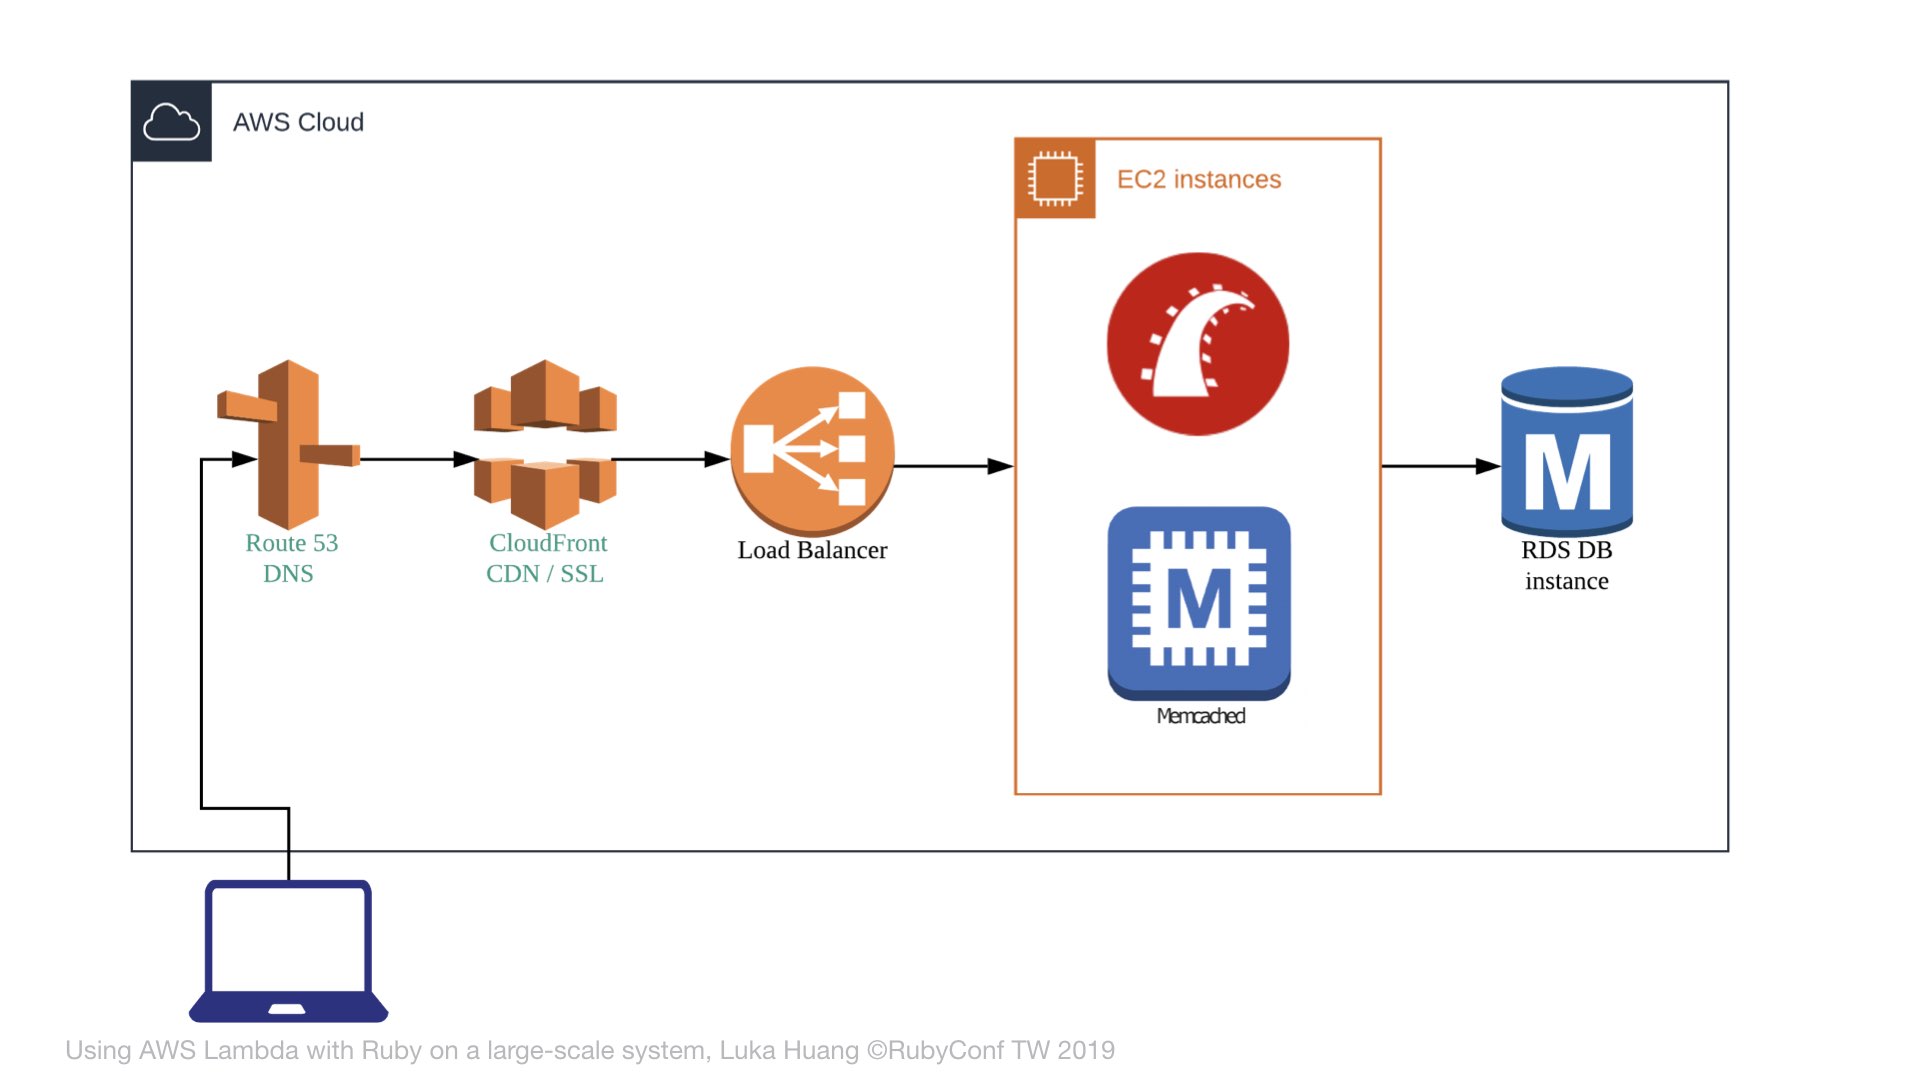 AWS Cloud
EC2 instances
Route 53
DNS
CloudFront
CDN / SSL
Load Balancer
M
Memcached
M
RDS DB
instance
Using AWS Lambda with Ruby on a large-scale system, Luka Huang ©RubyConf TW 2019